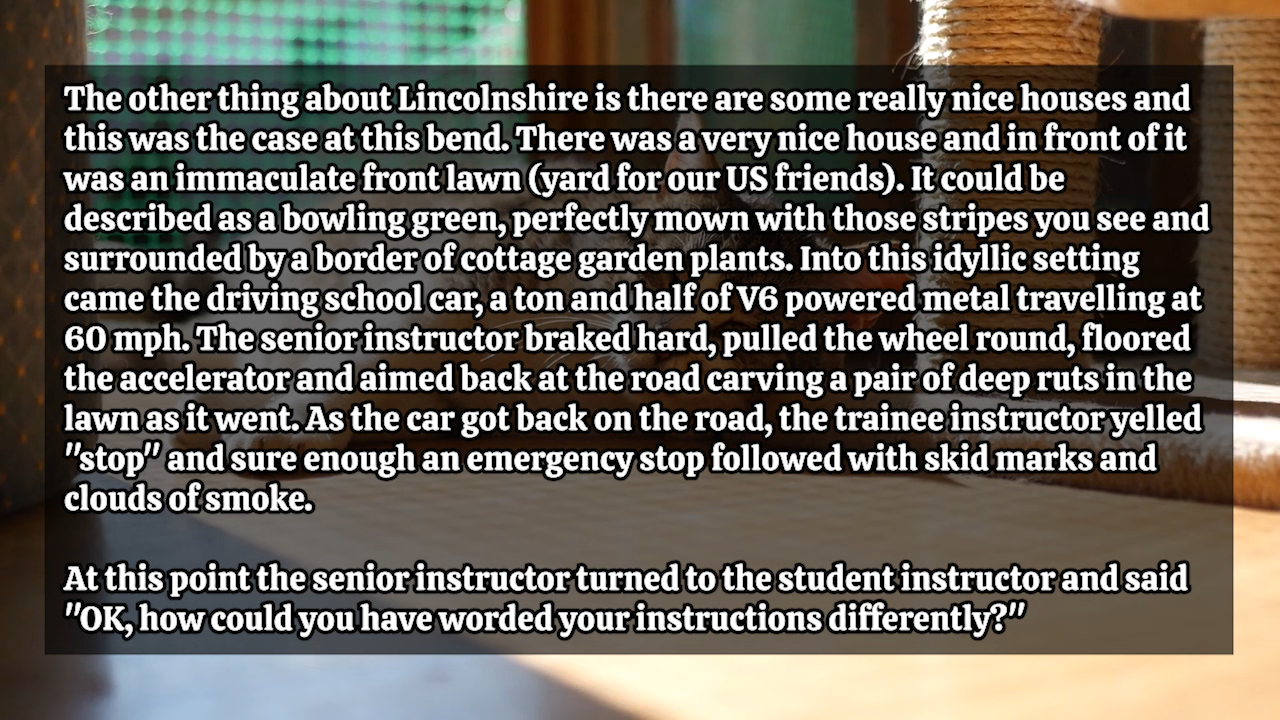 The other thing about Lincolnshire is there are some really nice houses and
this was the case at this bend. There was a very nice house and in front of it
was an immaculate front lawn (yard for our US friends). It could be
described as a bowling green, perfectly mown with those stripes you see and
surrounded by a border of cottage garden plants. Into this idyllic setting
came the driving school car, a ton and half of V6 powered metal travelling at
60 mph. The senior instructor braked hard, pulled the wheel round, floored
the accelerator and aimed back at the road carving a pair of deep ruts in the
lawn as it went. As the car got back on the road, the trainee instructor yelled
"stop" and sure enough an emergency stop followed with skid marks and
clouds of smoke.
At this point the senior instructor turned to the student instructor and said
"OK, how could you have worded your instructions differently?"